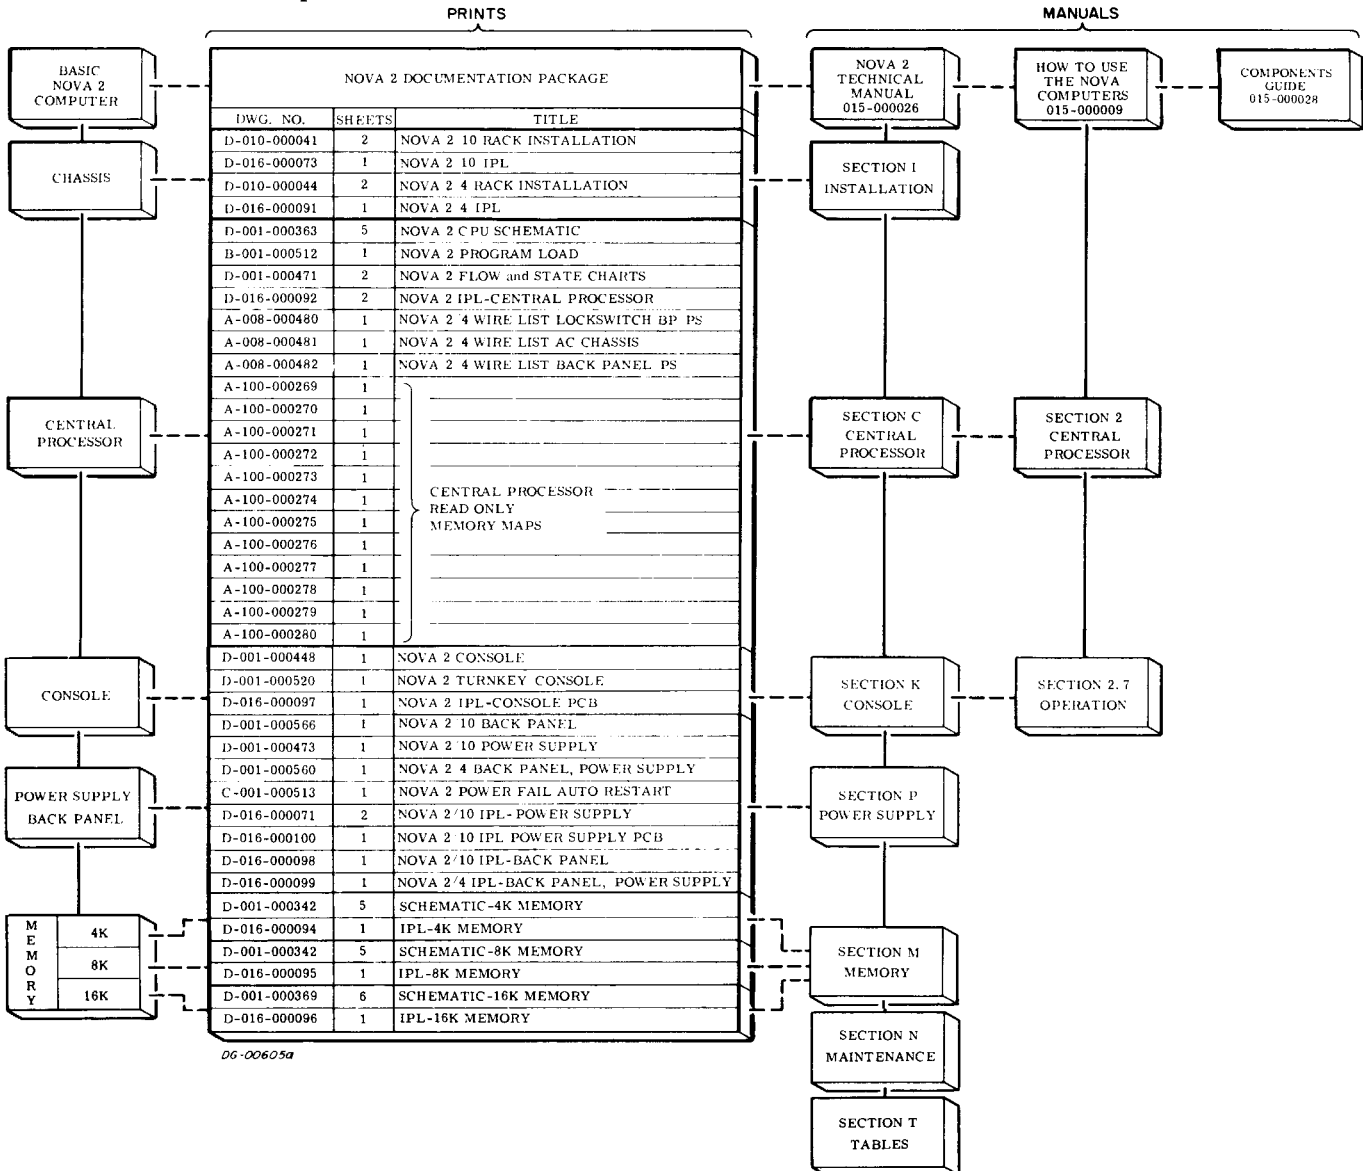 PRINTS
MANUALS
BASIC
NOVA 2
COMPUTER
NOVA 2 DOCUMENTATION PACKAGE
NOVA 2
TECHNICAL
MANUAL
015-000026
HOW TO USE
THE NOVA
COMPUTERS
015-000009
COMPONENTS
GUIDE
015-000028
DWG. NO. SHEETS TITLE
D-010-000041 2 NOVA 2 10 RACK INSTALLATION
D-016-000073 1 NOVA 2 10 IPL
D-010-000044 2 NOVA 2 4 RACK INSTALLATION
D-016-000091 1 NOVA 2 4 IPL
CHASSIS
SECTION I
INSTALLATION
D-001-000363 5 NOVA 2 CPU SCHEMATIC
B-001-000512 1 NOVA 2 PROGRAM LOAD
D-001-000471 2 NOVA 2 FLOW and STATE CHARTS
D-016-000092 2 NOVA 2 IPL-CENTRAL PROCESSOR
A-008-000480 1 NOVA 2 4 WIRE LIST LOCKSWITCH BP PS
A-008-000481 1 NOVA 2 4 WIRE LIST AC CHASSIS
A-008-000482 1 NOVA 2 4 WIRE LIST BACK PANEL PS
A-100-000269 1
A-100-000270 1
A-100-000271 1
A-100-000272 1
A-100-000273 1
A-100-000274 1
A-100-000275 1
A-100-000276 1
A-100-000277 1
A-100-000278 1
A-100-000279 1
A-100-000280 1
CENTRAL PROCESSOR
READ ONLY
MEMORY MAPS
CENTRAL
PROCESSOR
SECTION C
CENTRAL
PROCESSOR
SECTION 2
CENTRAL
PROCESSOR
D-001-000448 1 NOVA 2 CONSOLE
D-001-000520 1 NOVA 2 TURNKEY CONSOLE
D-016-000097 1 NOVA 2 IPL-CONSOLE PCB
CONSOLE
SECTION K
CONSOLE
SECTION 2.7
OPERATION
D-001-000566 1 NOVA 2 10 BACK PANEL
D-001-000473 1 NOVA 2 10 POWER SUPPLY
D-001-000560 1 NOVA 2 4 BACK PANEL, POWER SUPPLY
C-001-000513 1 NOVA 2 POWER FAIL AUTO RESTART
D-016-000071 2 NOVA 2/10 IPL-POWER SUPPLY
D-016-000100 1 NOVA 2 10 IPL POWER SUPPLY PCB
D-016-000098 1 NOVA 2/10 IPL-BACK PANEL
D-016-000099 1 NOVA 2/4 IPL-BACK PANEL, POWER SUPPLY
POWER SUPPLY
BACK PANEL
SECTION P
POWER SUPPLY
D-001-000342 5 SCHEMATIC-4K MEMORY
D-016-000094 1 IPL-4K MEMORY
D-001-000342 5 SCHEMATIC-8K MEMORY
D-016-000095 1 IPL-8K MEMORY
D-001-000369 6 SCHEMATIC-16K MEMORY
D-016-000096 1 IPL-16K MEMORY
MEMORY
4K
8K
16K
SECTION M
MEMORY
DG-00605a
SECTION N
MAINTENANCE
SECTION T
TABLES